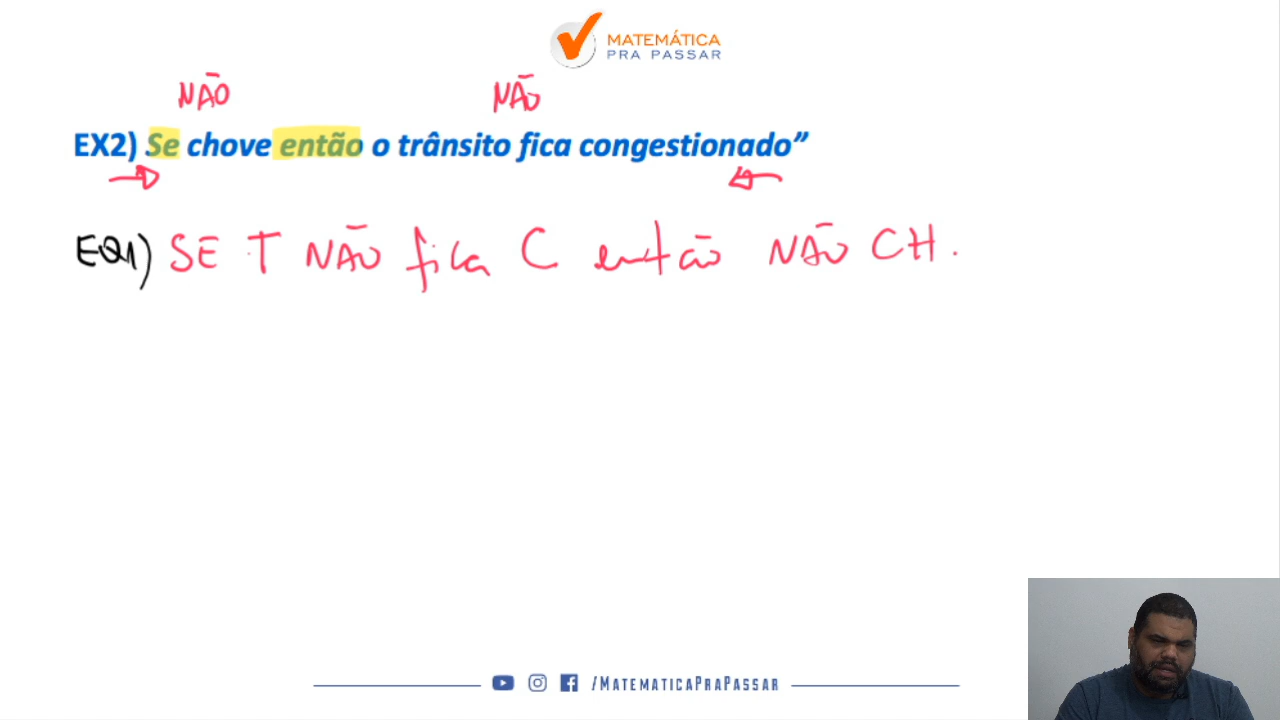 MATEMÁTICA
PRA PASSAR
NÃO NÃO
EX2) Se chove então o trânsito fica congestionado”
EQ1) SE T NÃO fica C então NÃO CH.
/MATEMATICAPRAPASSAR